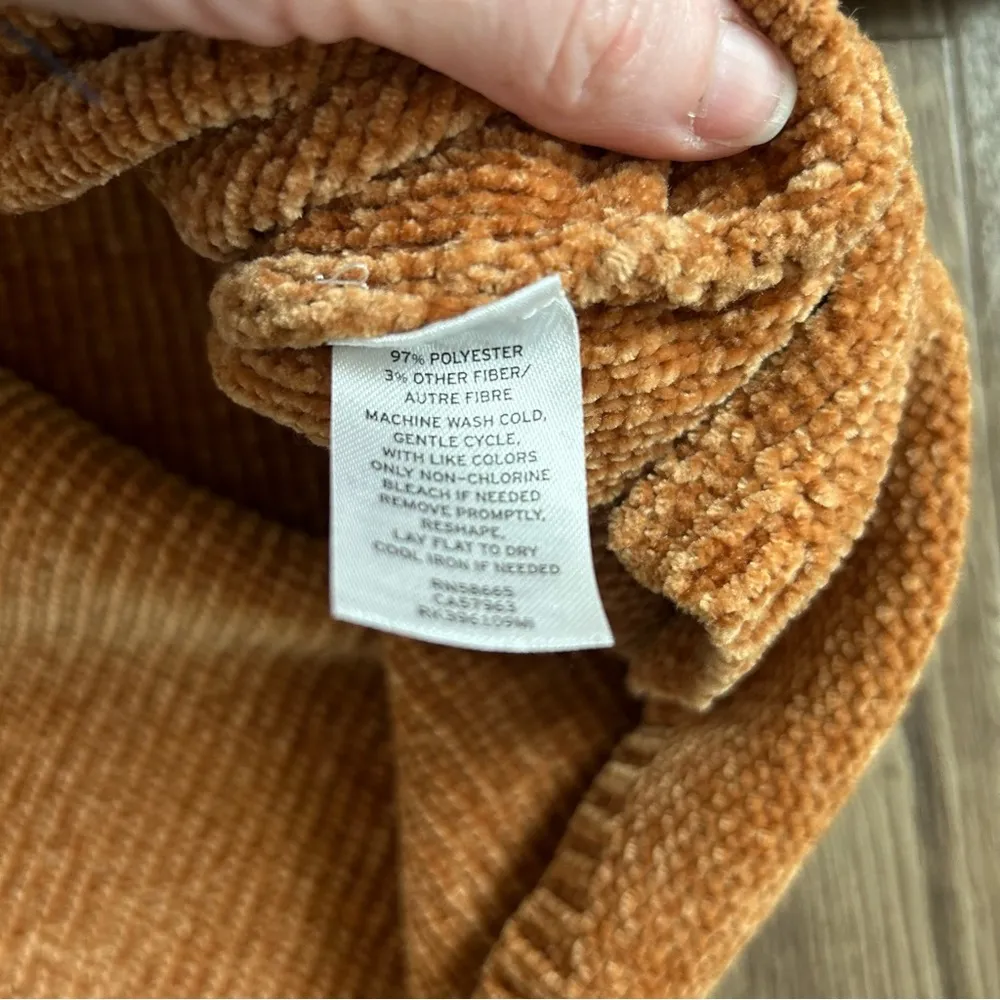 97% POLYESTER
3% OTHER FIBER/
AUTRE FIBRE
MACHINE WASH COLD,
GENTLE CYCLE,
WITH LIKE COLORS
ONLY NON-CHLORINE
BLEACH IF NEEDED
REMOVE PROMPTLY,
RESHAPE,
LAY FLAT TO DRY
COOL IRON IF NEEDED
RN58665
CA57963